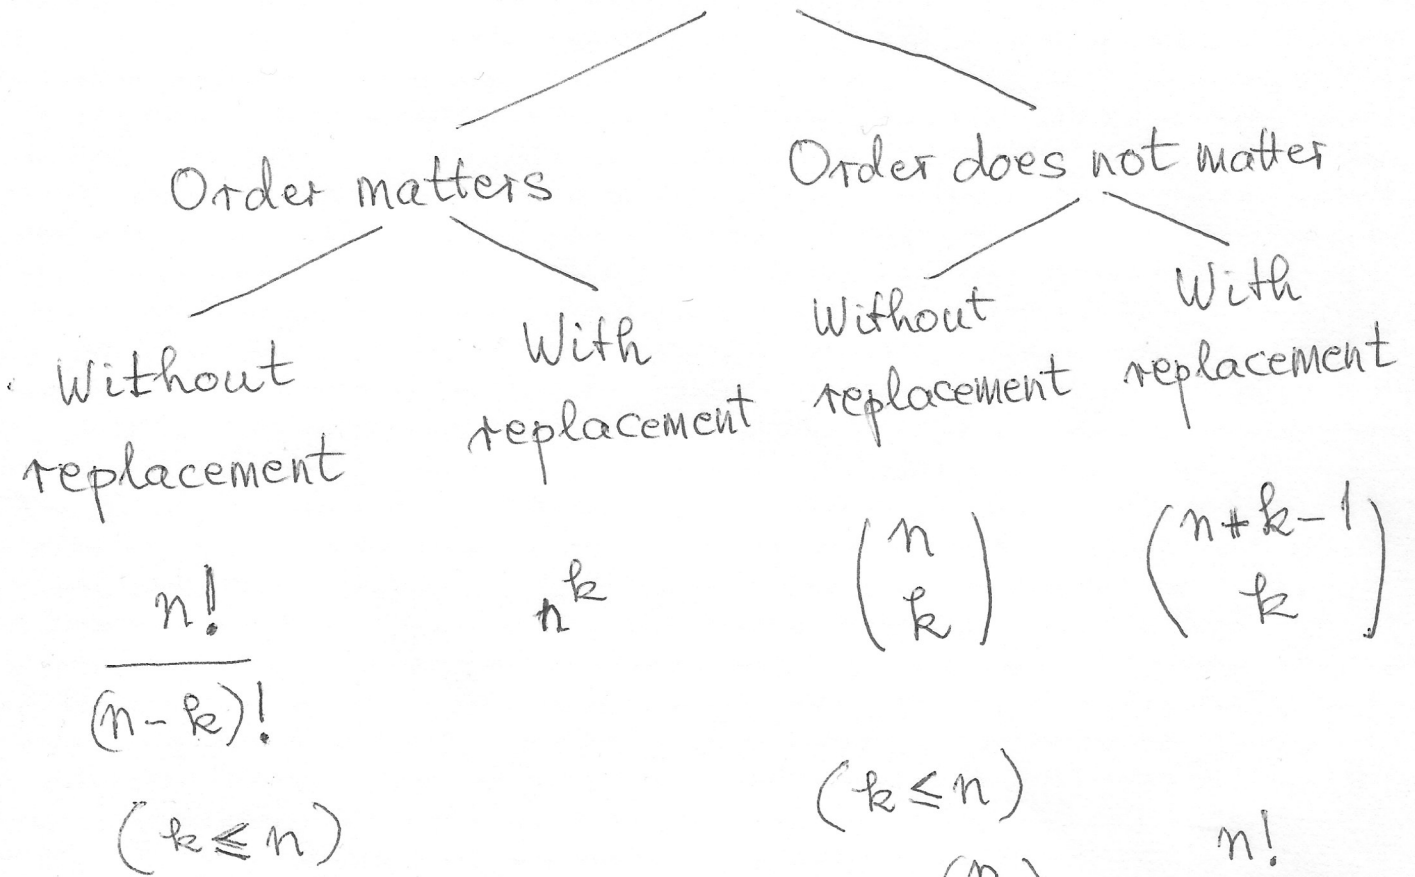 Order matters
Order does not matter
Without
replacement
With
replacement
Without
replacement
With
replacement
n!
(n-k)!
(k≤n)
n^k
(n
k)
(k≤n)
(n+k-1
k)
(n)
n!